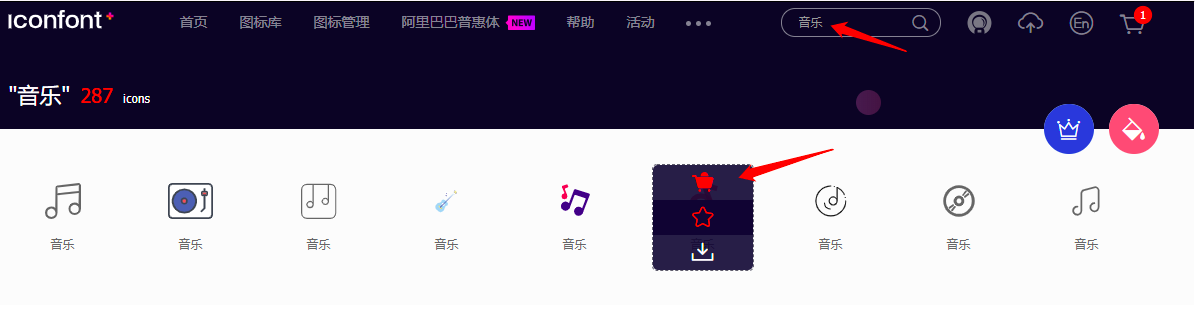 iconfont+ 首页 图标库 图标管理 阿里巴巴普惠体 NEW 帮助 活动 音乐 En 1
"音乐" 287 icons
音乐 音乐 音乐 音乐 音乐 音乐 音乐 音乐